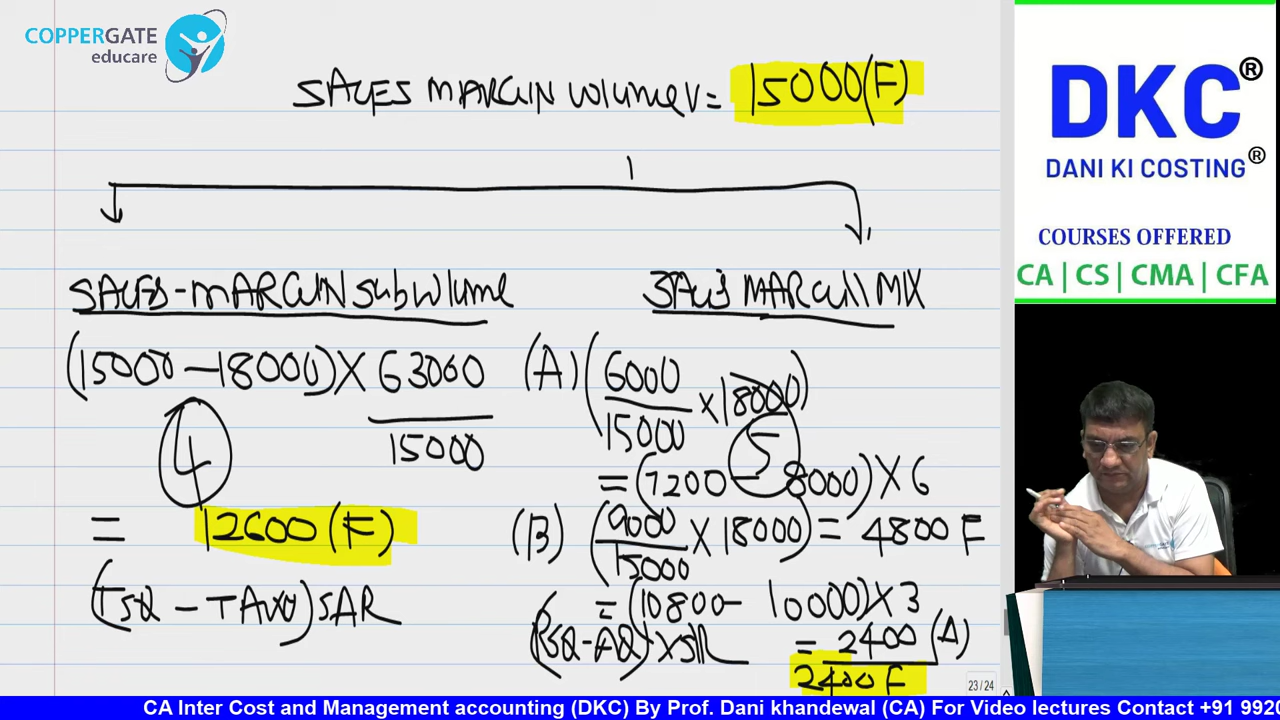 COPPERGATE
educare
SALES MARGIN Volume V = 15000 (F)
SALES-MARGIN sub volume
(15000 - 18000) X 63000
15000
4
= 12600 (F)
(TSQ - TAQ) SAR
SALES MARGIN MIX
(A) (6000
15000 X 18000)
5
= (7200 - 8000) X 6
= 4800 F
(B) (9000
15000 X 18000)
= (10800 - 10000) X 3
= 2400 (A)
(RSQ-AQ) X SR
2400 F
23 / 24
DKC®
DANI KI COSTING®
COURSES OFFERED
CA | CS | CMA | CFA
CA Inter Cost and Management accounting (DKC) By Prof. Dani khandewal (CA) For Video lectures Contact +91 9920